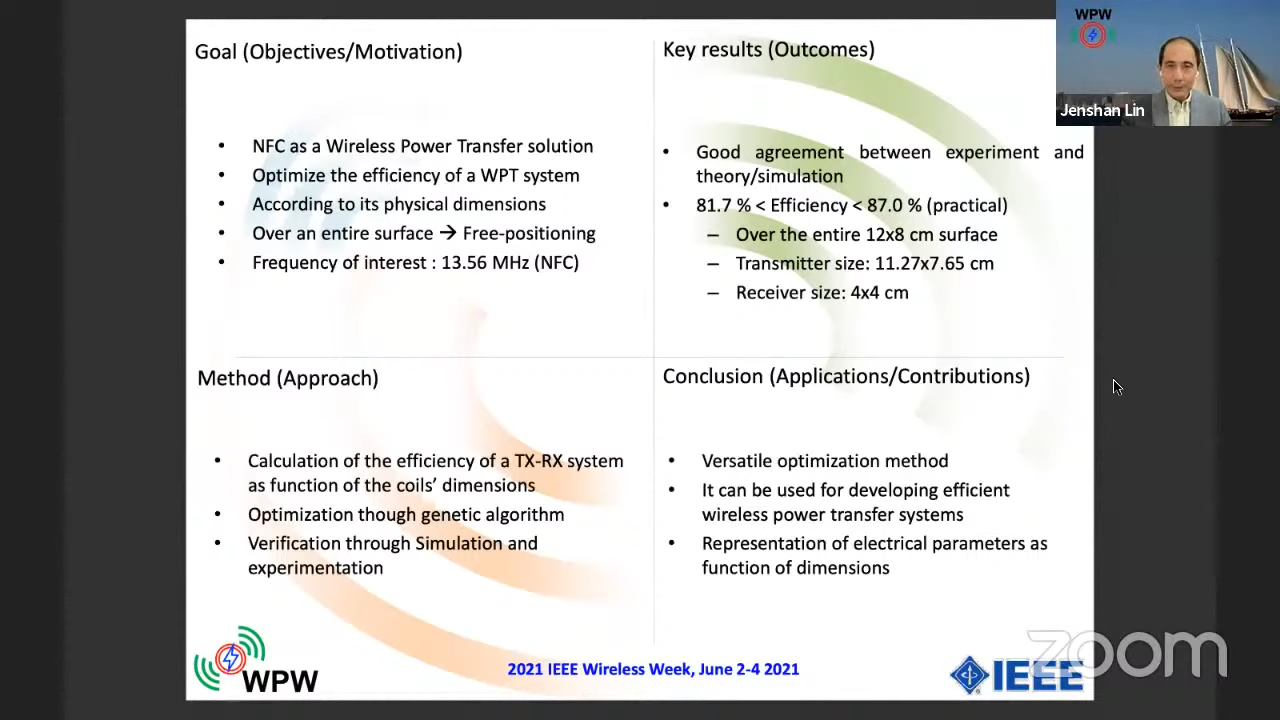 WPW
Jenshan Lin
Goal (Objectives/Motivation)
• NFC as a Wireless Power Transfer solution
• Optimize the efficiency of a WPT system
• According to its physical dimensions
• Over an entire surface → Free-positioning
• Frequency of interest : 13.56 MHz (NFC)
Key results (Outcomes)
• Good agreement between experiment and
theory/simulation
• 81.7 % < Efficiency < 87.0 % (practical)
– Over the entire 12x8 cm surface
– Transmitter size: 11.27x7.65 cm
– Receiver size: 4x4 cm
Method (Approach)
• Calculation of the efficiency of a TX-RX system
as function of the coils’ dimensions
• Optimization though genetic algorithm
• Verification through Simulation and
experimentation
Conclusion (Applications/Contributions)
• Versatile optimization method
• It can be used for developing efficient
wireless power transfer systems
• Representation of electrical parameters as
function of dimensions
WPW
2021 IEEE Wireless Week, June 2-4 2021
IEEE
zoom